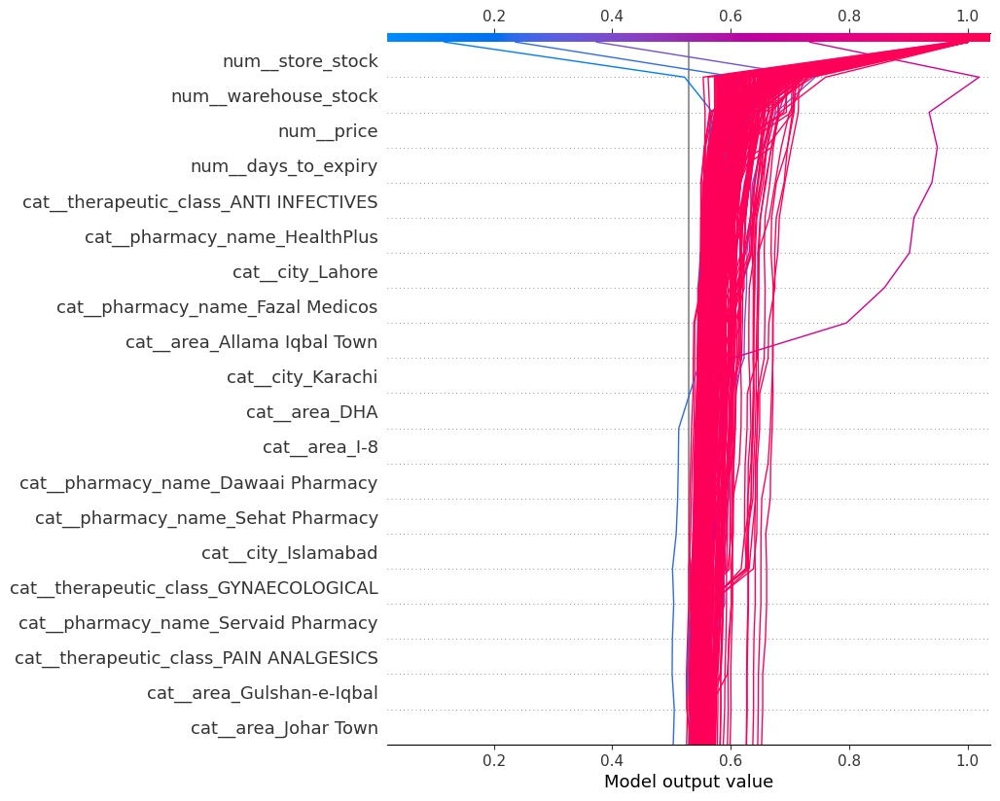 0.2 0.4 0.6 0.8 1.0
num__store_stock
num__warehouse_stock
num__price
num__days_to_expiry
cat__therapeutic_class_ANTI INFECTIVES
cat__pharmacy_name_HealthPlus
cat__city_Lahore
cat__pharmacy_name_Fazal Medicos
cat__area_Allama Iqbal Town
cat__city_Karachi
cat__area_DHA
cat__area_I-8
cat__pharmacy_name_Dawaai Pharmacy
cat__pharmacy_name_Sehat Pharmacy
cat__city_Islamabad
cat__therapeutic_class_GYNAECOLOGICAL
cat__pharmacy_name_Servaid Pharmacy
cat__therapeutic_class_PAIN ANALGESICS
cat__area_Gulshan-e-Iqbal
cat__area_Johar Town
0.2 0.4 0.6 0.8 1.0
Model output value